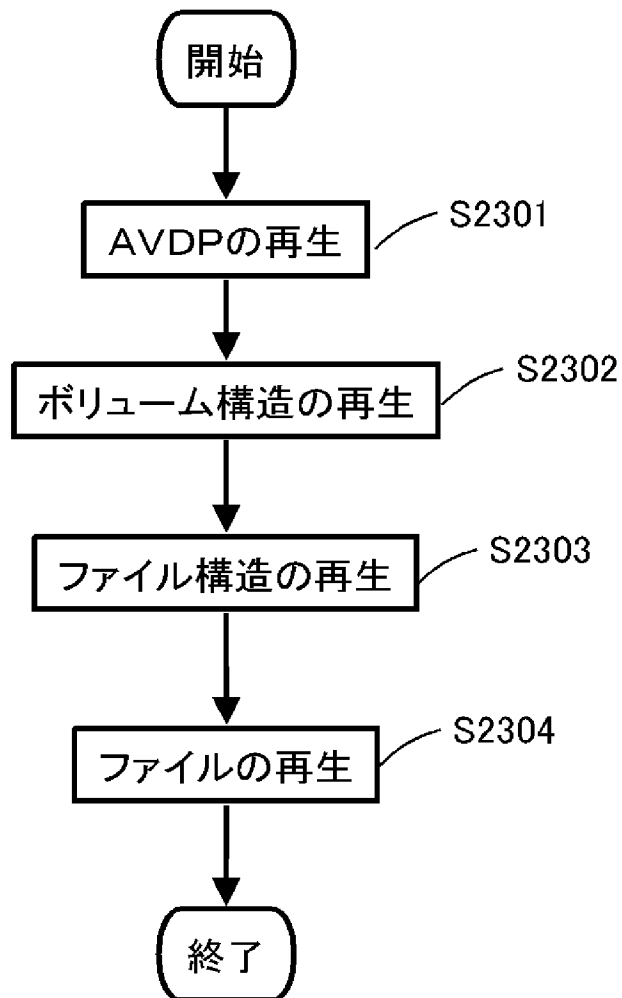 開始
AVDPの再生
S2301
ボリューム構造の再生
S2302
ファイル構造の再生
S2303
ファイルの再生
S2304
終了